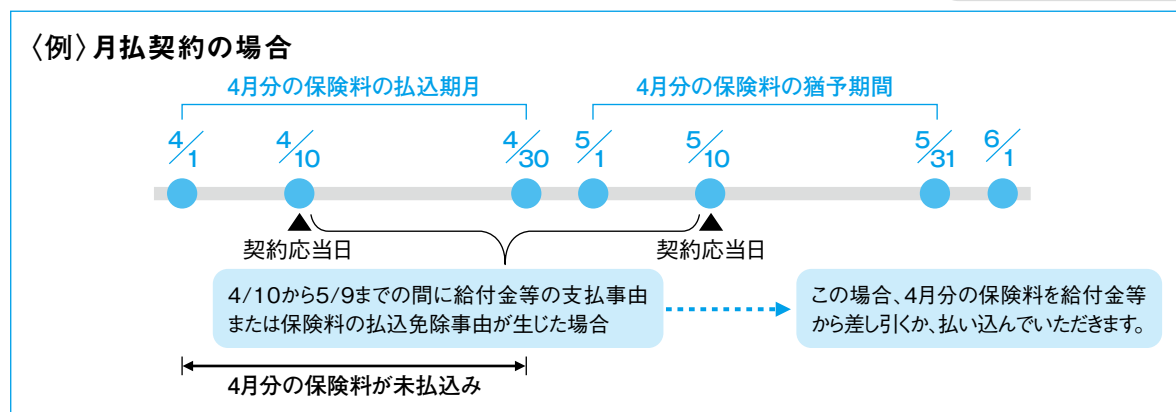 〈例〉月払契約の場合
4月分の保険料の払込期月
4月分の保険料の猶予期間
4/1
4/10
4/30
5/1
5/10
5/31
6/1
契約応当日
契約応当日
4/10から5/9までの間に給付金等の支払事由
または保険料の払込免除事由が生じた場合
この場合、4月分の保険料を給付金等
から差し引くか、払い込んでいただきます。
4月分の保険料が未払込み